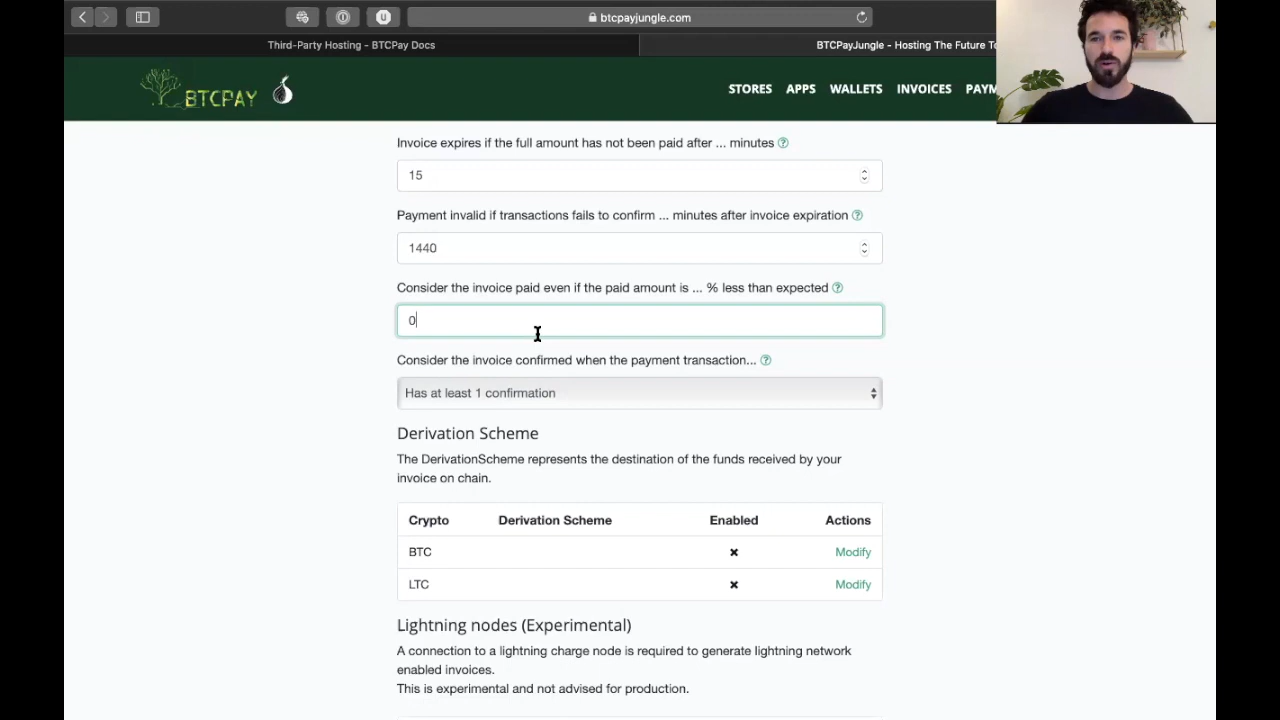 btcpayjungle.com
Third-Party Hosting - BTCPay Docs
BTCPayJungle - Hosting The Future To
BTCPAY
STORES APPS WALLETS INVOICES PAYM
Invoice expires if the full amount has not been paid after ... minutes ?
15
Payment invalid if transactions fails to confirm ... minutes after invoice expiration ?
1440
Consider the invoice paid even if the paid amount is ... % less than expected ?
0
Consider the invoice confirmed when the payment transaction... ?
Has at least 1 confirmation
Derivation Scheme
The DerivationScheme represents the destination of the funds received by your
invoice on chain.
Crypto Derivation Scheme Enabled Actions
BTC Modify
LTC Modify
Lightning nodes (Experimental)
A connection to a lightning charge node is required to generate lightning network
enabled invoices.
This is experimental and not advised for production.